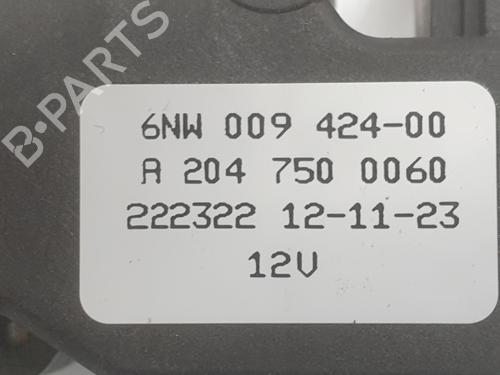 B-PARTS
6NW 009 424-00
A 204 750 0060
222322 12-11-23
12V